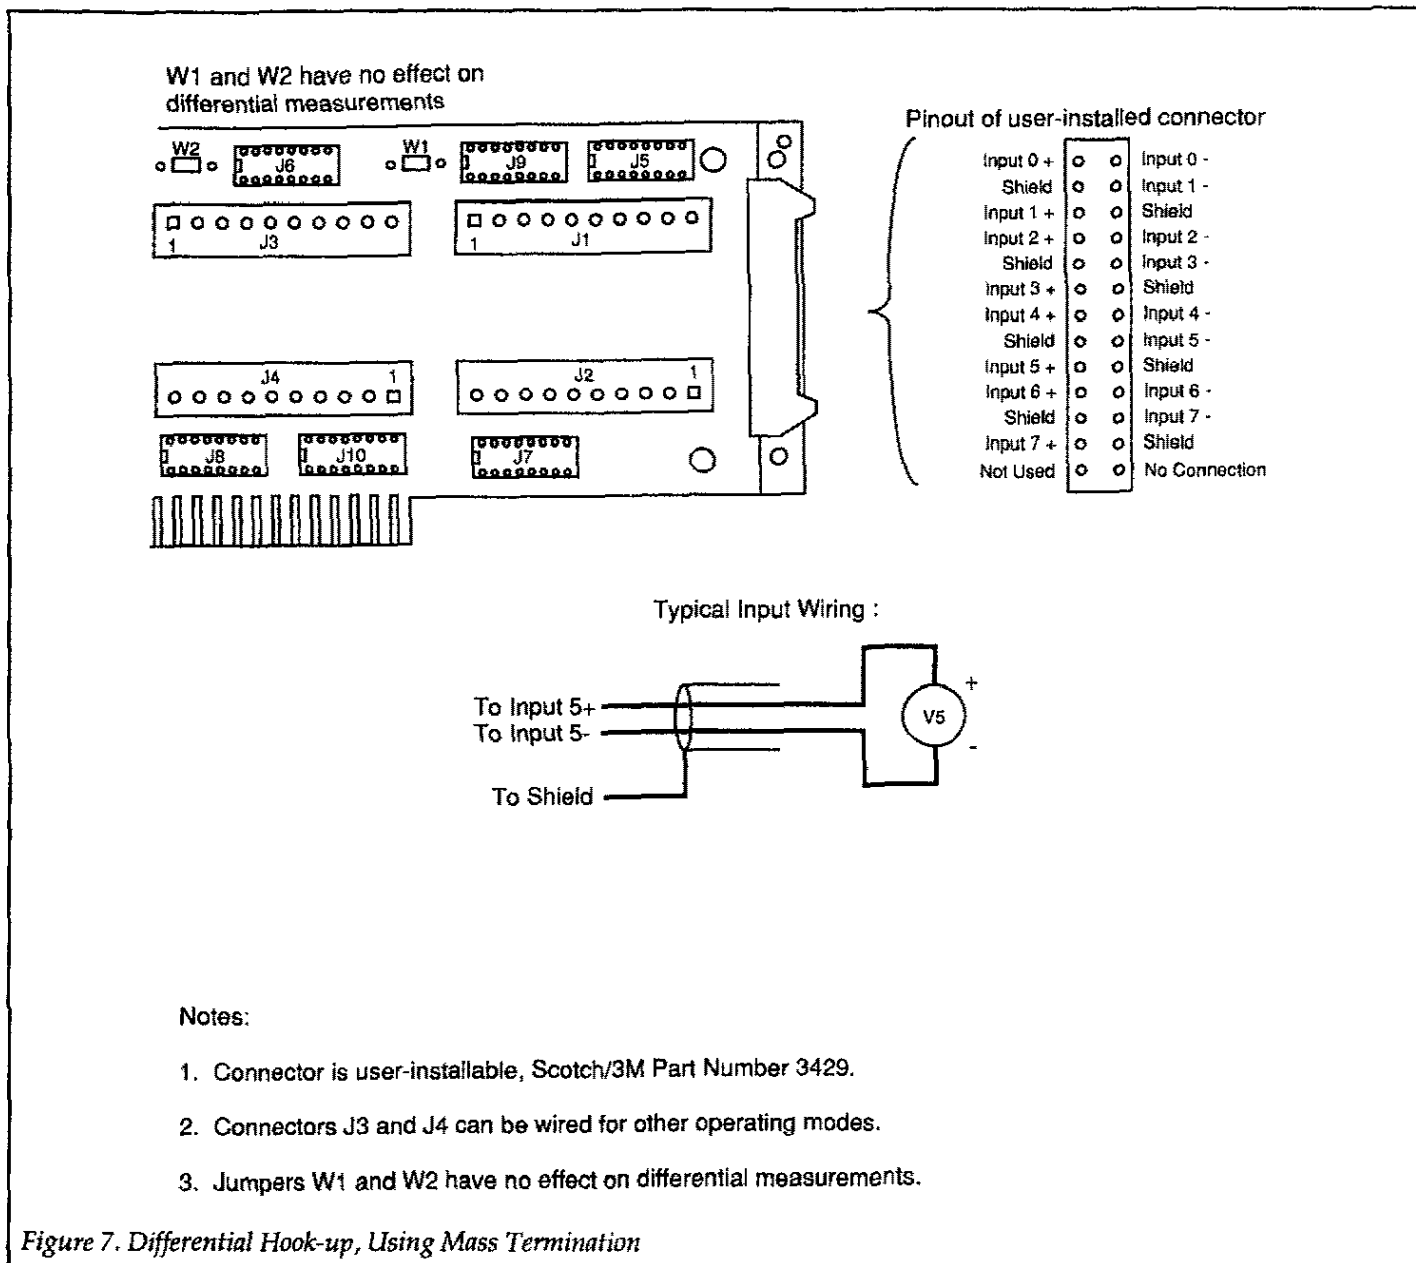 W1 and W2 have no effect on
differential measurements
Pinout of user-installed connector
W2
J6
W1
J9
J5
1
J3
1
J1
J4
1
J2
1
J8
J10
J7
Input 0 + Input 0 -
Shield Input 1 -
Input 1 + Shield
Input 2 + Input 2 -
Shield Input 3 -
Input 3 + Shield
Input 4 + Input 4 -
Shield Input 5 -
Input 5 + Shield
Input 6 + Input 6 -
Shield Input 7 -
Input 7 + Shield
Not Used No Connection
Typical Input Wiring :
To Input 5+
To Input 5-
To Shield
+
V5
-
Notes:
1. Connector is user-installable, Scotch/3M Part Number 3429.
2. Connectors J3 and J4 can be wired for other operating modes.
3. Jumpers W1 and W2 have no effect on differential measurements.
Figure 7. Differential Hook-up, Using Mass Termination